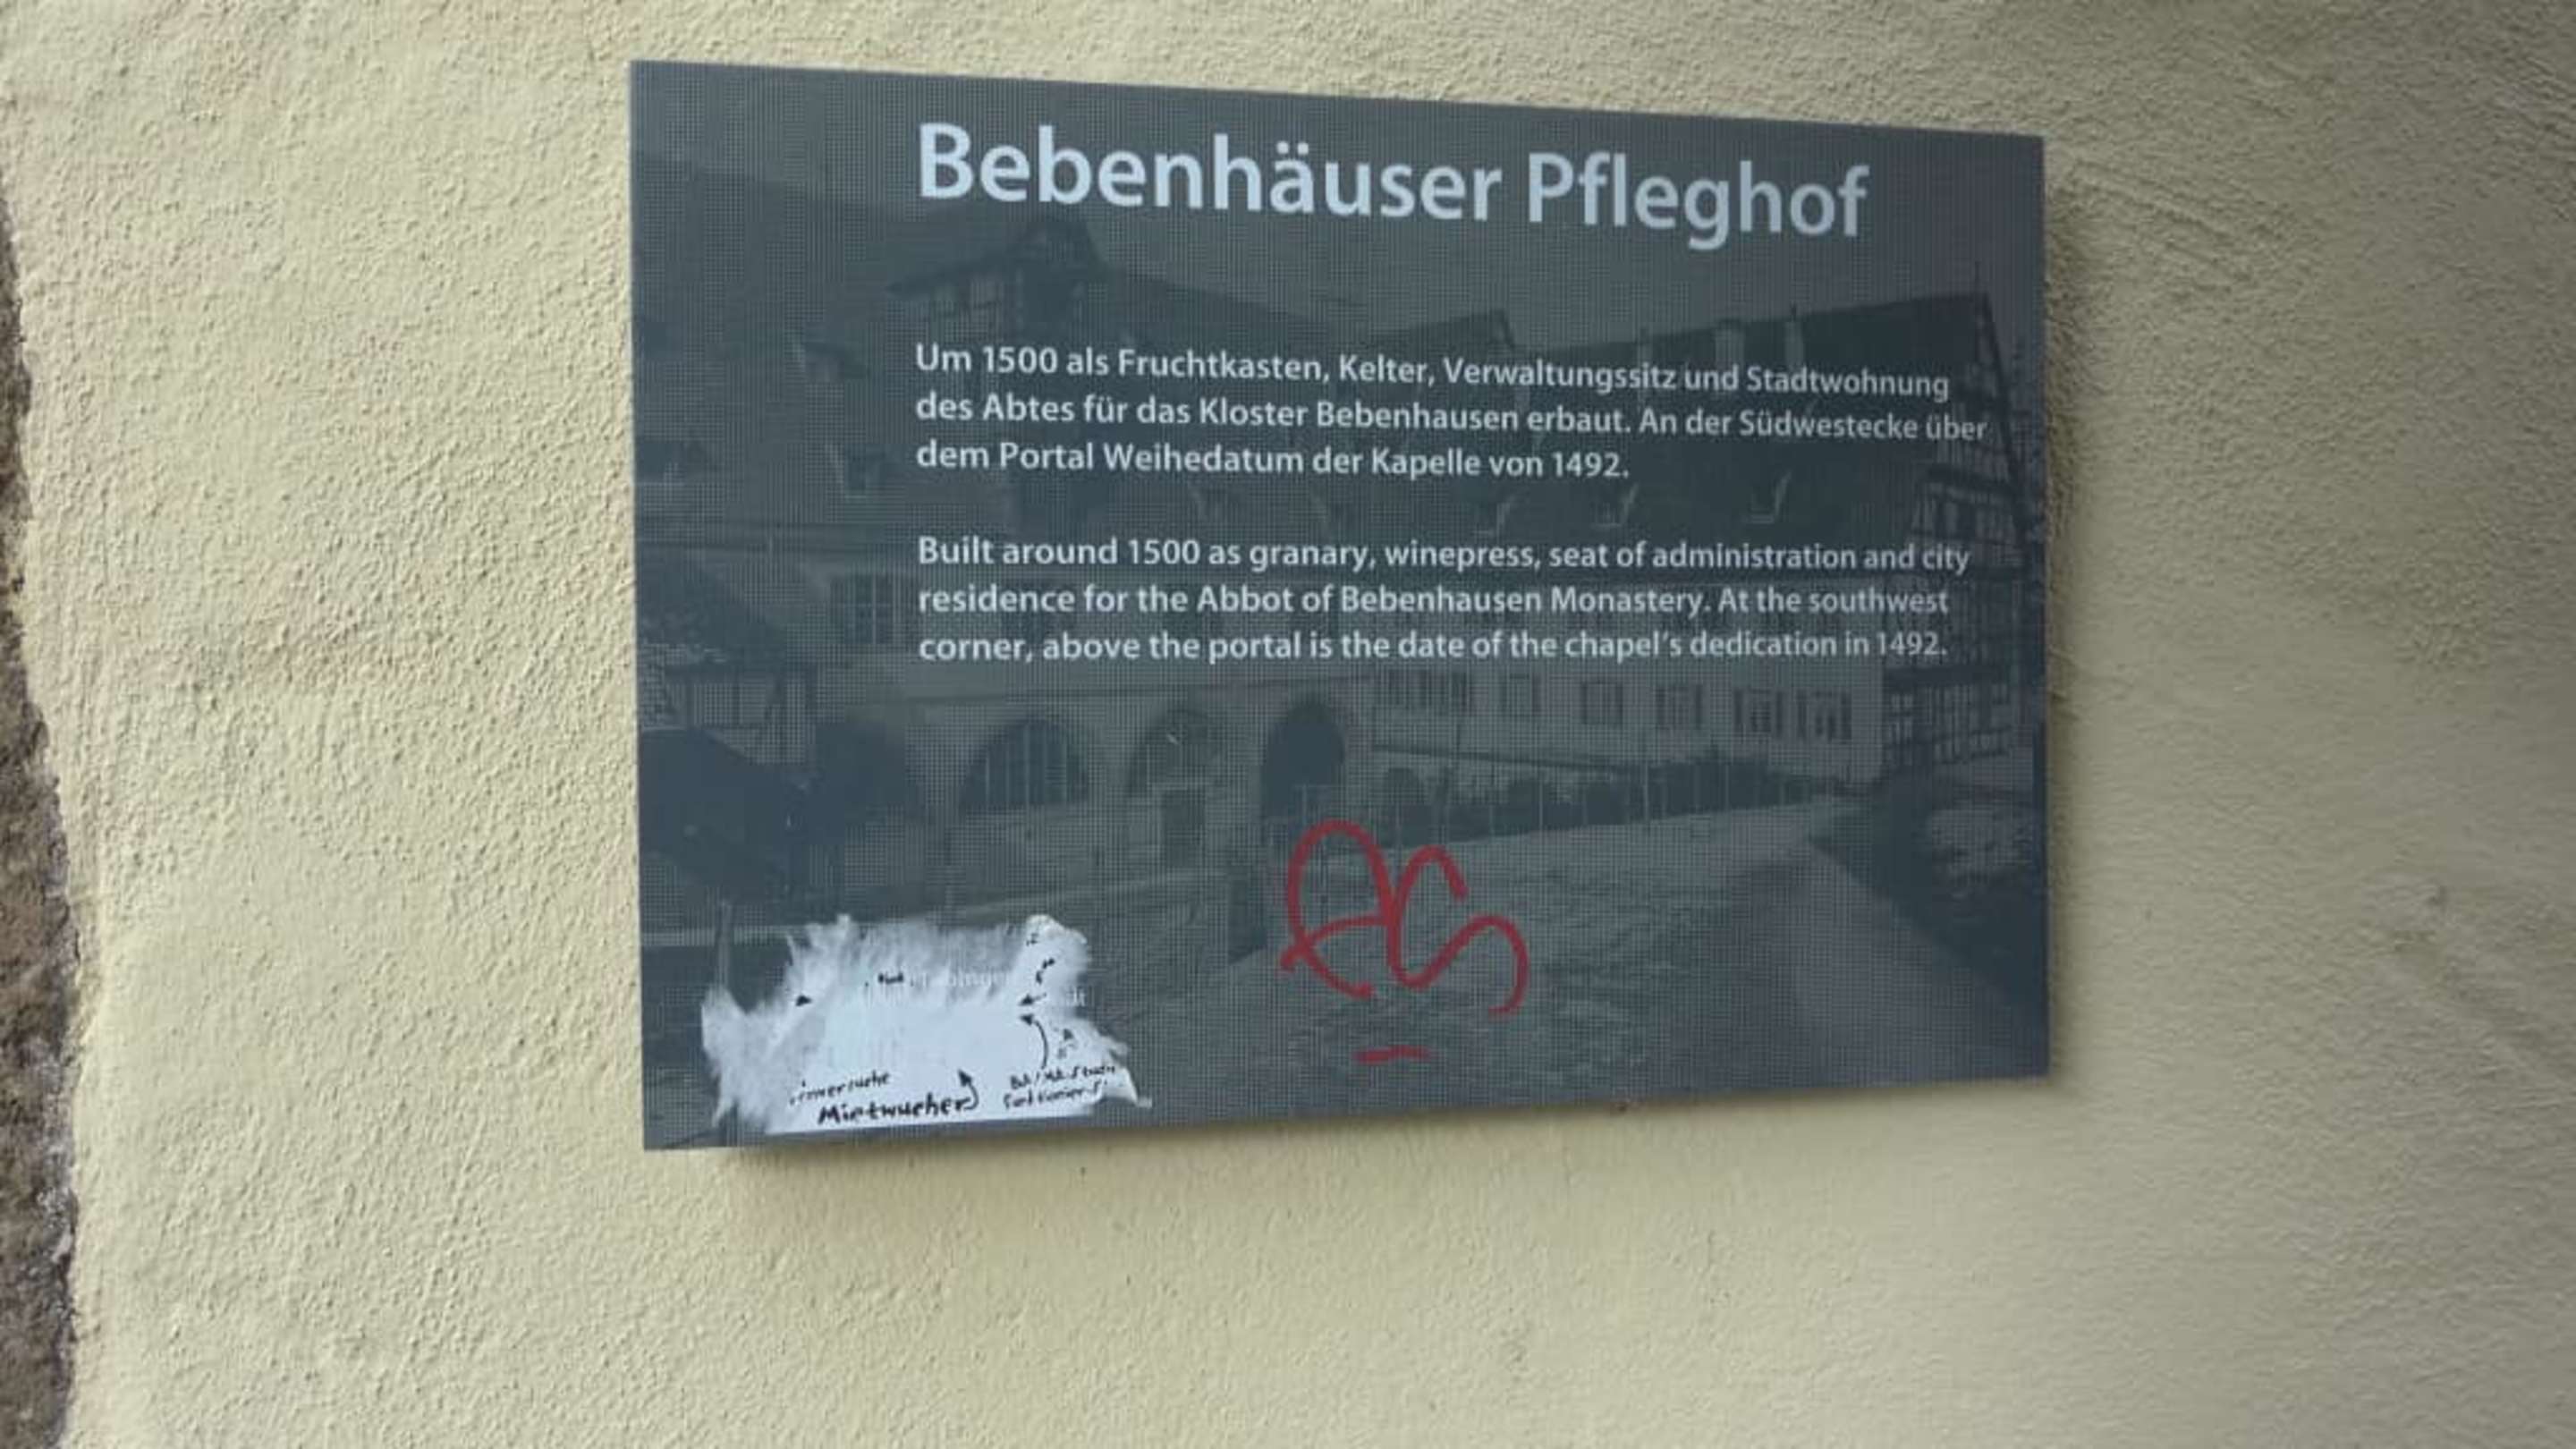 Bebenhäuser Pfleghof
Um 1500 als Fruchtkasten, Kelter, Verwaltungssitz und Stadtwohnung
des Abtes für das Kloster Bebenhausen erbaut. An der Südwestecke über
dem Portal Weihedatum der Kapelle von 1492.
Built around 1500 as granary, winepress, seat of administration and city
residence for the Abbot of Bebenhausen Monastery. At the southwest
corner, above the portal is the date of the chapel's dedication in 1492.
Mietwucher